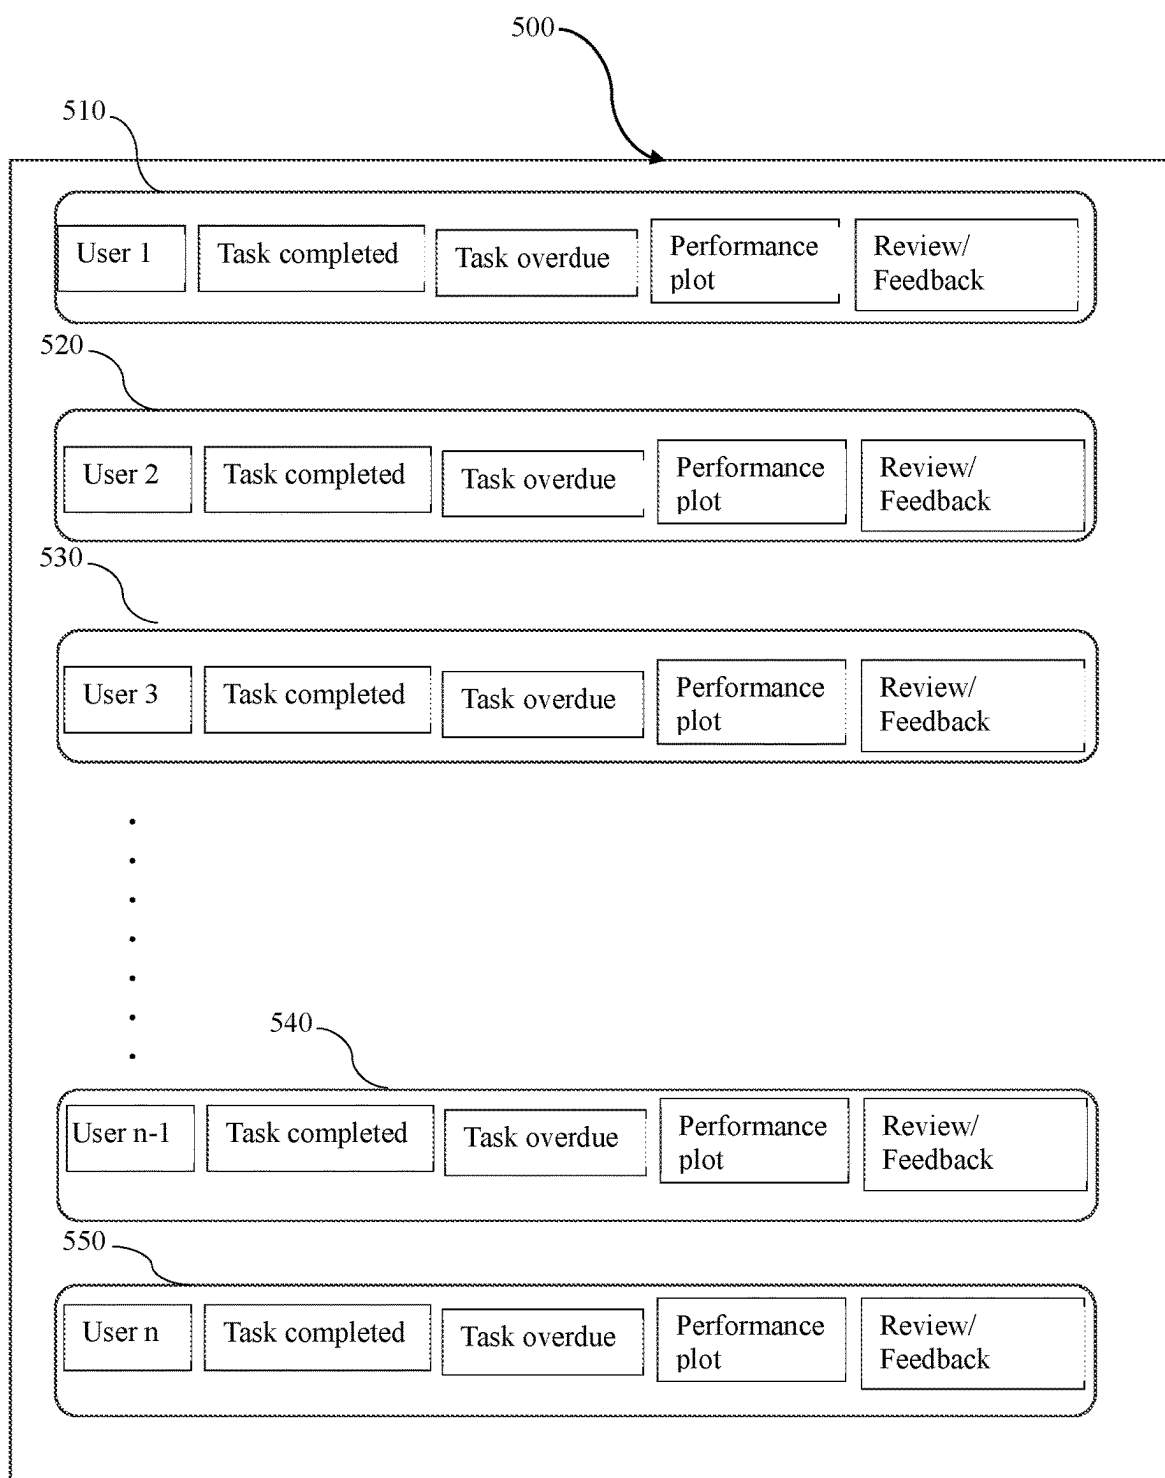 500
510
User 1
Task completed
Task overdue
Performance
plot
Review/
Feedback
520
User 2
Task completed
Task overdue
Performance
plot
Review/
Feedback
530
User 3
Task completed
Task overdue
Performance
plot
Review/
Feedback
540
User n-1
Task completed
Task overdue
Performance
plot
Review/
Feedback
550
User n
Task completed
Task overdue
Performance
plot
Review/
Feedback